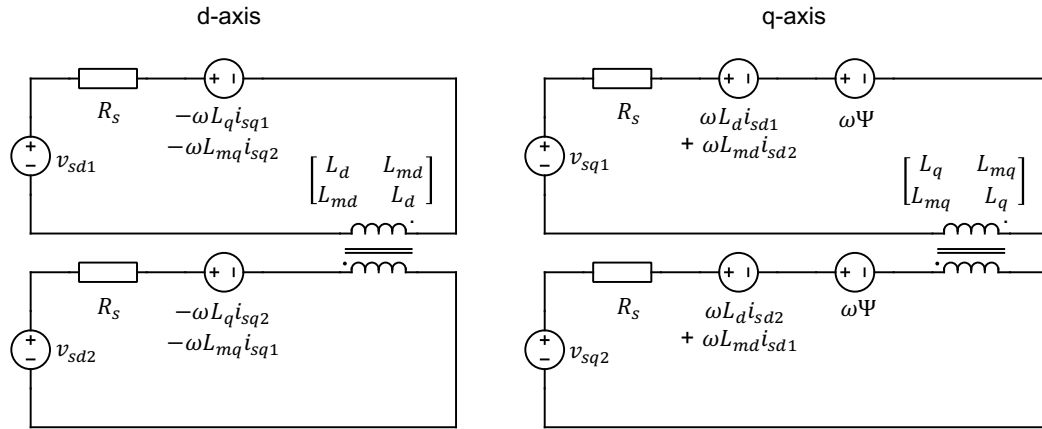 d-axis
q-axis
+ −
R_s
−ωL_q i_sq1
−ωL_mq i_sq2
+
−
v_sd1
[L_d L_md
L_md L_d]
+ −
R_s
−ωL_q i_sq2
−ωL_mq i_sq1
+
−
v_sd2
+ −
+ −
R_s
ωL_d i_sd1
+ ωL_md i_sd2
ωΨ
+
−
v_sq1
[L_q L_mq
L_mq L_q]
+ −
+ −
R_s
ωL_d i_sd2
+ ωL_md i_sd1
ωΨ
+
−
v_sq2